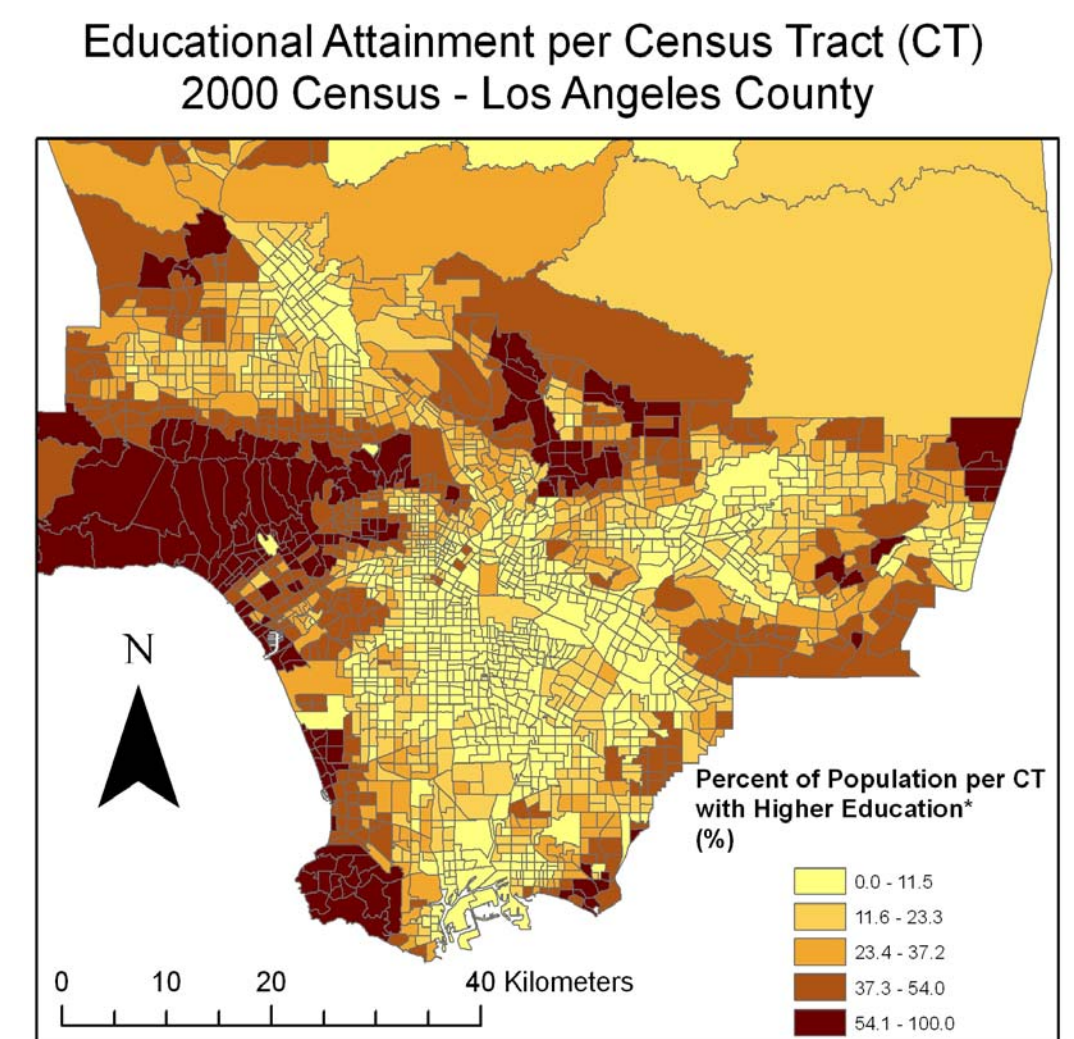 Educational Attainment per Census Tract (CT)
2000 Census - Los Angeles County
N
Percent of Population per CT
with Higher Education*
(%)
0.0 - 11.5
11.6 - 23.3
23.4 - 37.2
37.3 - 54.0
54.1 - 100.0
0 10 20 40 Kilometers